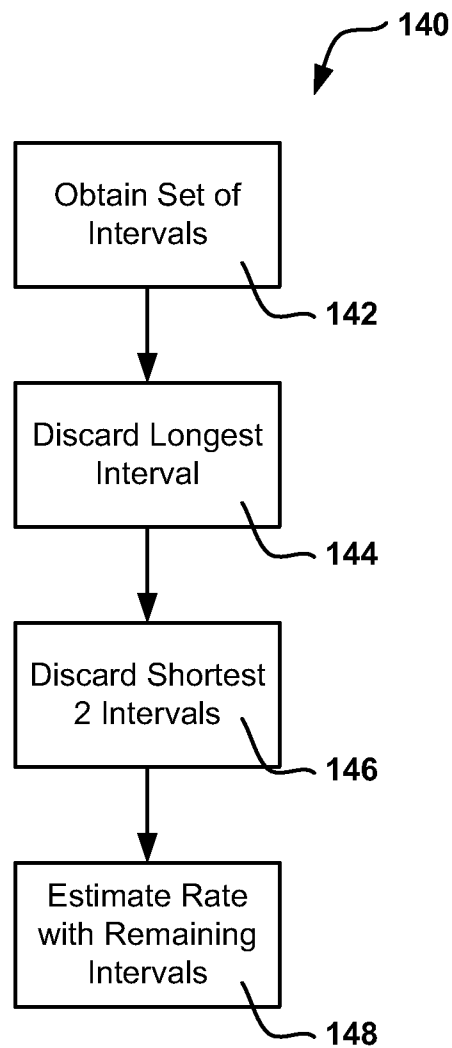 140
Obtain Set of
Intervals
142
Discard Longest
Interval
144
Discard Shortest
2 Intervals
146
Estimate Rate
with Remaining
Intervals
148